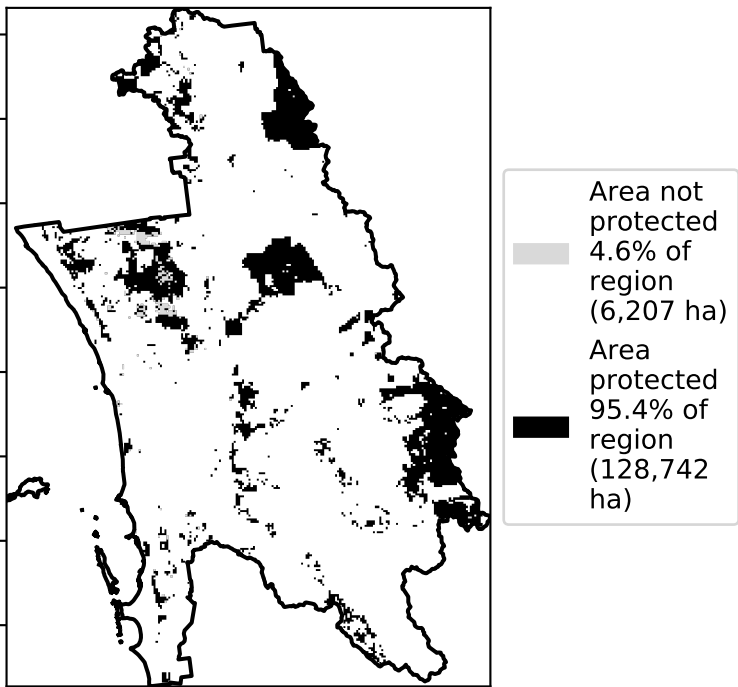 Area not
protected
4.6% of
region
(6,207 ha)
Area
protected
95.4% of
region
(128,742
ha)